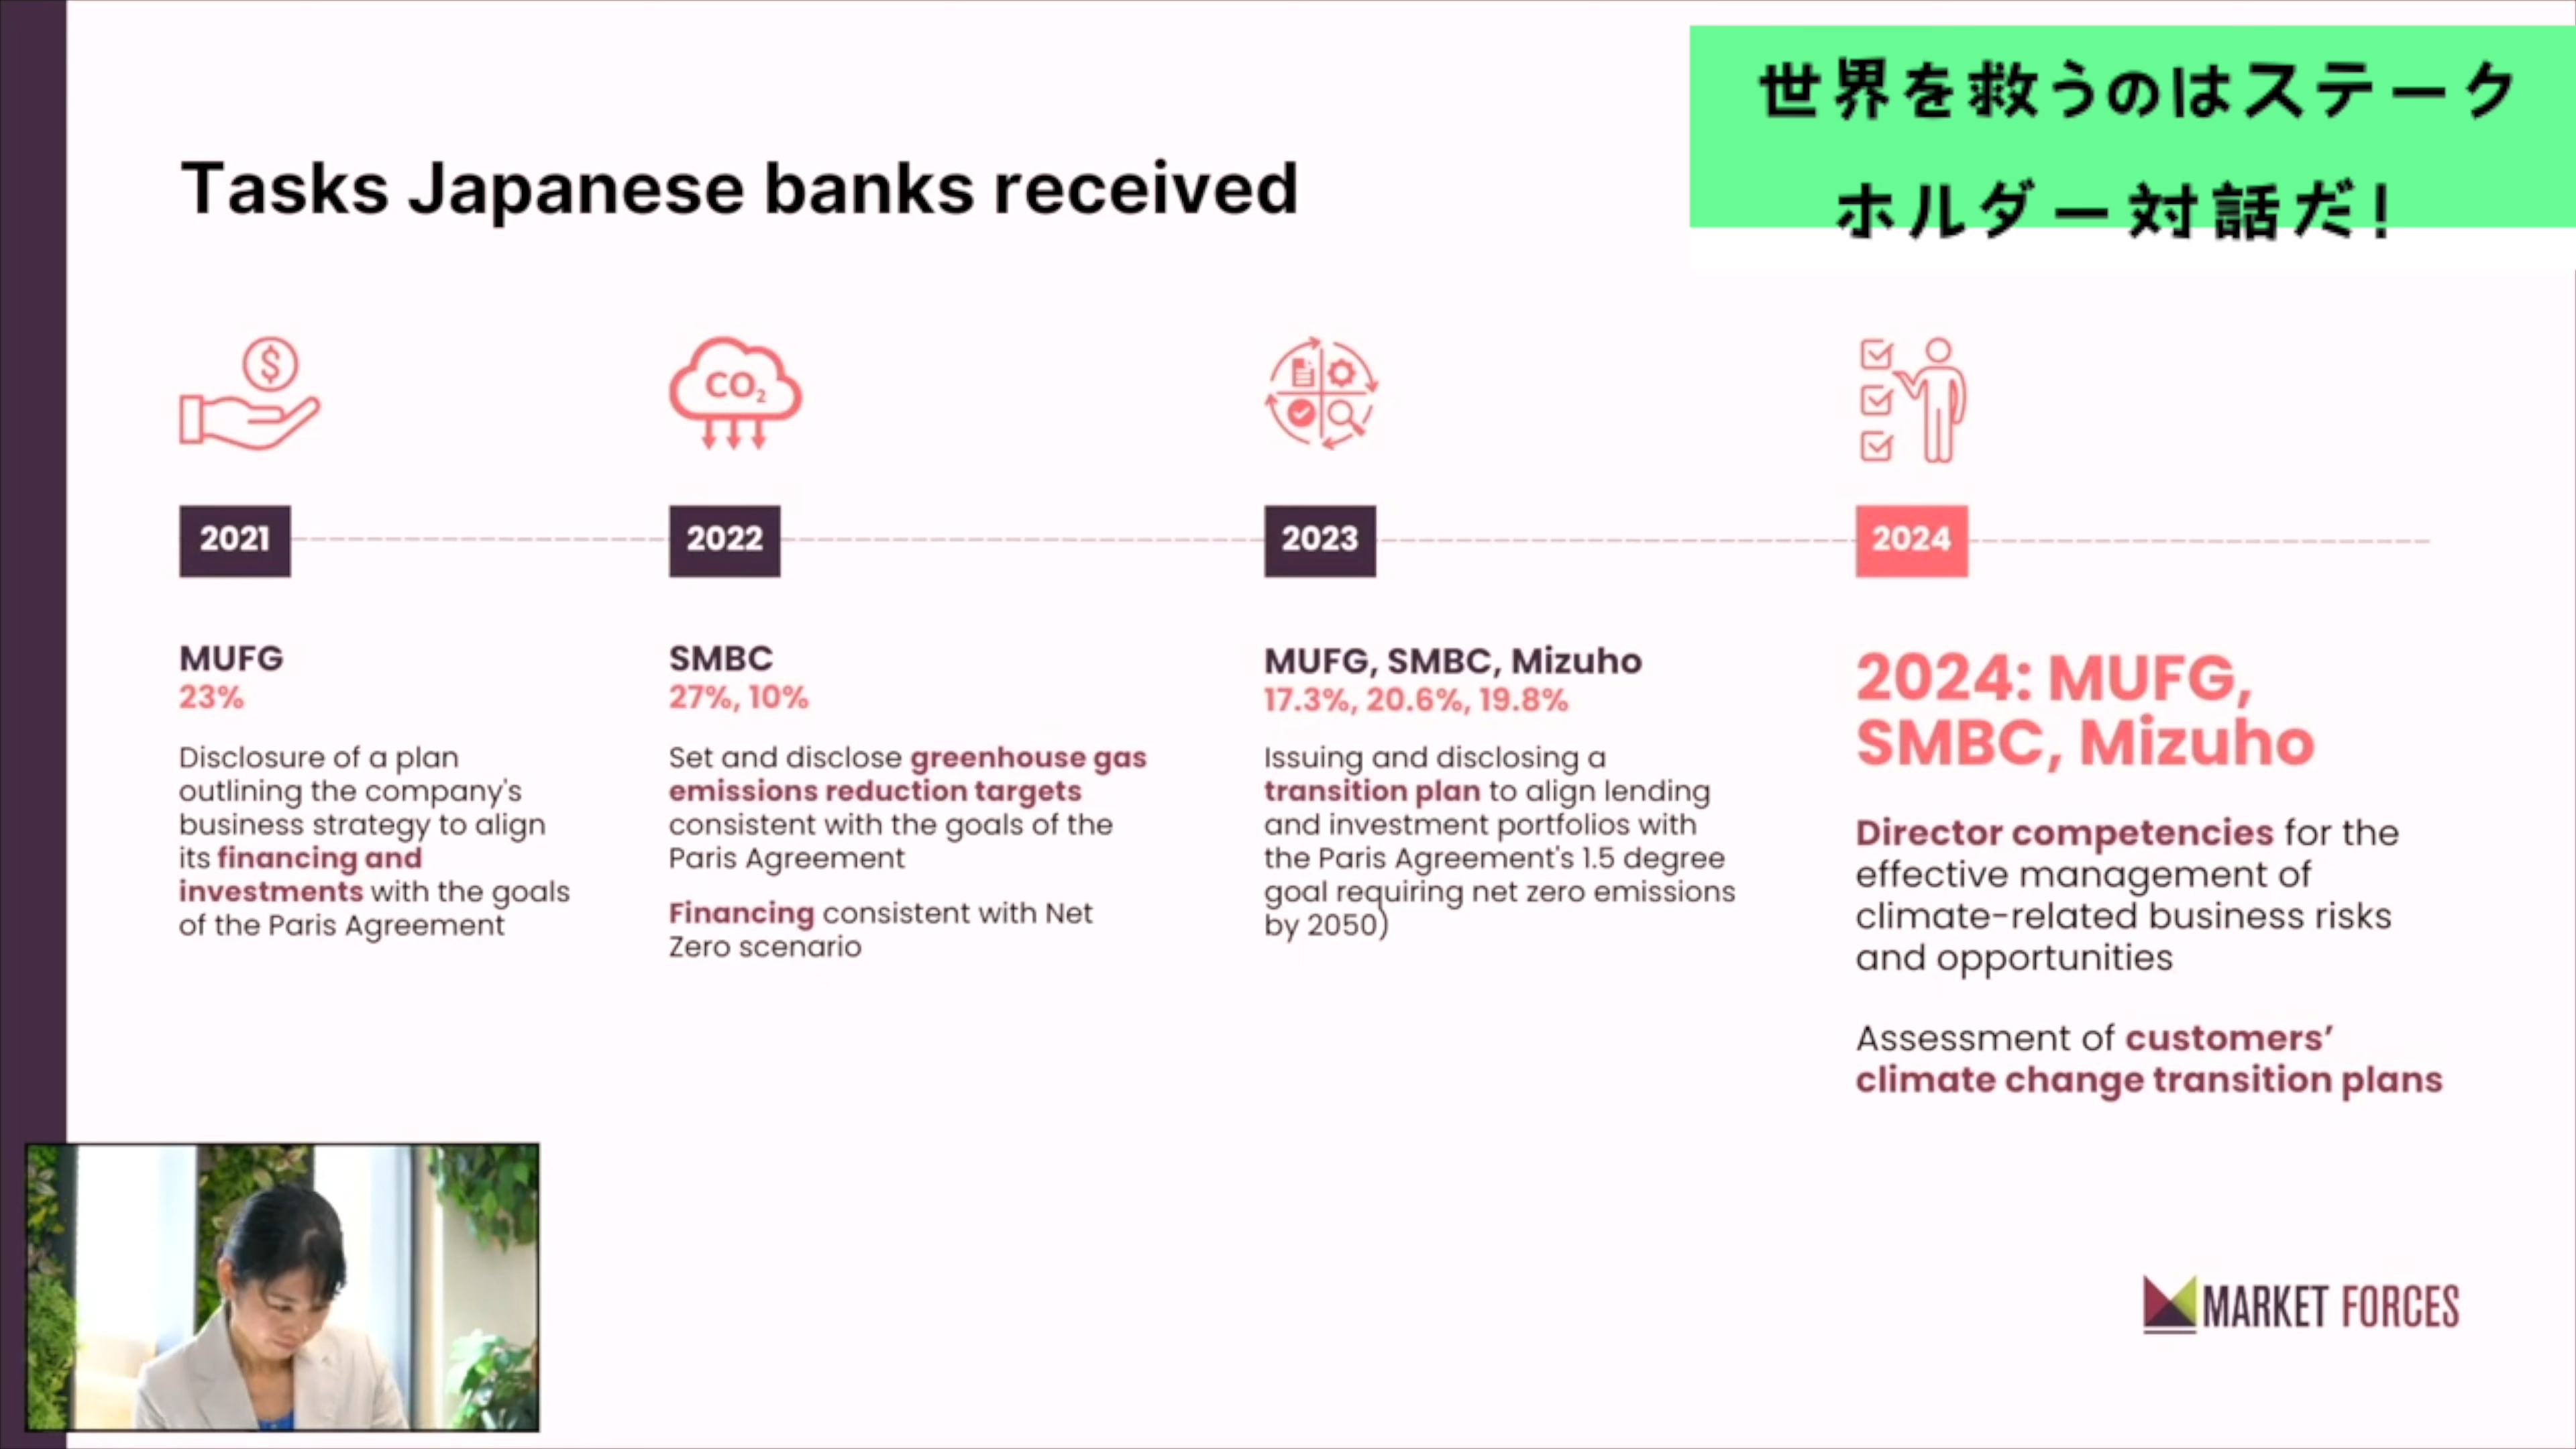 世界を救うのはステーク
ホルダー対話だ!
Tasks Japanese banks received
$
CO₂
2021
2022
2023
2024
MUFG
23%
Disclosure of a plan
outlining the company's
business strategy to align
its financing and
investments with the goals
of the Paris Agreement
SMBC
27%, 10%
Set and disclose greenhouse gas
emissions reduction targets
consistent with the goals of the
Paris Agreement
Financing consistent with Net
Zero scenario
MUFG, SMBC, Mizuho
17.3%, 20.6%, 19.8%
Issuing and disclosing a
transition plan to align lending
and investment portfolios with
the Paris Agreement's 1.5 degree
goal requiring net zero emissions
by 2050)
2024: MUFG,
SMBC, Mizuho
Director competencies for the
effective management of
climate-related business risks
and opportunities
Assessment of customers’
climate change transition plans
MARKET FORCES